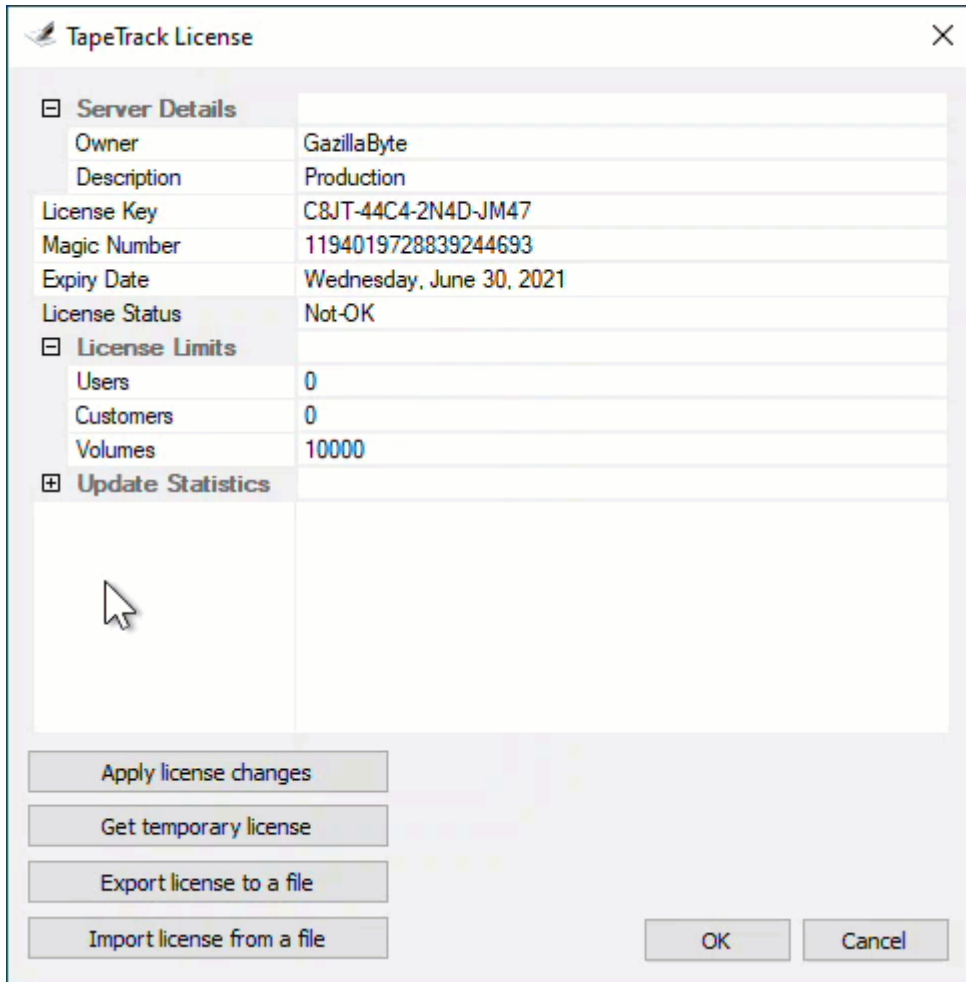 TapeTrack License
Server Details
Owner GazillaByte
Description Production
License Key C8JT-44C4-2N4D-JM47
Magic Number 1194019728839244693
Expiry Date Wednesday, June 30, 2021
License Status Not-OK
License Limits
Users 0
Customers 0
Volumes 10000
Update Statistics
Apply license changes
Get temporary license
Export license to a file
Import license from a file
OK Cancel